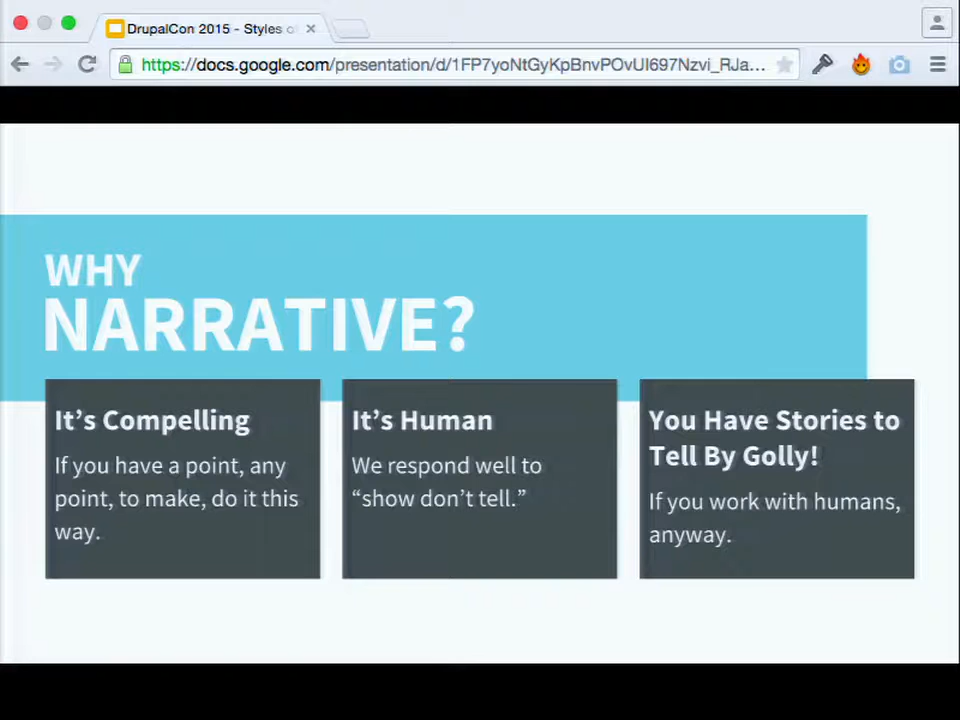 DrupalCon 2015 - Styles o
https://docs.google.com/presentation/d/1FP7yoNtGyKpBnvPOvUI697Nzvi_RJa...
WHY
NARRATIVE?
It’s Compelling
If you have a point, any
point, to make, do it this
way.
It’s Human
We respond well to
“show don’t tell.”
You Have Stories to
Tell By Golly!
If you work with humans,
anyway.